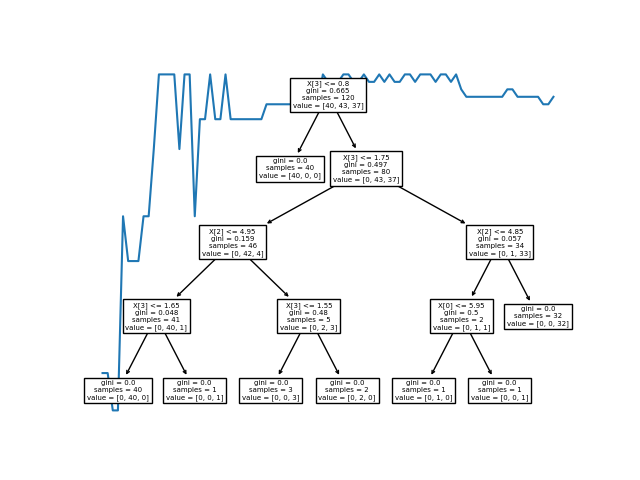 X[3] <= 0.8
gini = 0.665
samples = 120
value = [40, 43, 37]
gini = 0.0
samples = 40
value = [40, 0, 0]
X[3] <= 1.75
gini = 0.497
samples = 80
value = [0, 43, 37]
X[2] <= 4.95
gini = 0.159
samples = 46
value = [0, 42, 4]
X[2] <= 4.85
gini = 0.057
samples = 34
value = [0, 1, 33]
X[3] <= 1.65
gini = 0.048
samples = 41
value = [0, 40, 1]
X[3] <= 1.55
gini = 0.48
samples = 5
value = [0, 2, 3]
X[0] <= 5.95
gini = 0.5
samples = 2
value = [0, 1, 1]
gini = 0.0
samples = 32
value = [0, 0, 32]
gini = 0.0
samples = 40
value = [0, 40, 0]
gini = 0.0
samples = 1
value = [0, 0, 1]
gini = 0.0
samples = 3
value = [0, 0, 3]
gini = 0.0
samples = 2
value = [0, 2, 0]
gini = 0.0
samples = 1
value = [0, 1, 0]
gini = 0.0
samples = 1
value = [0, 0, 1]